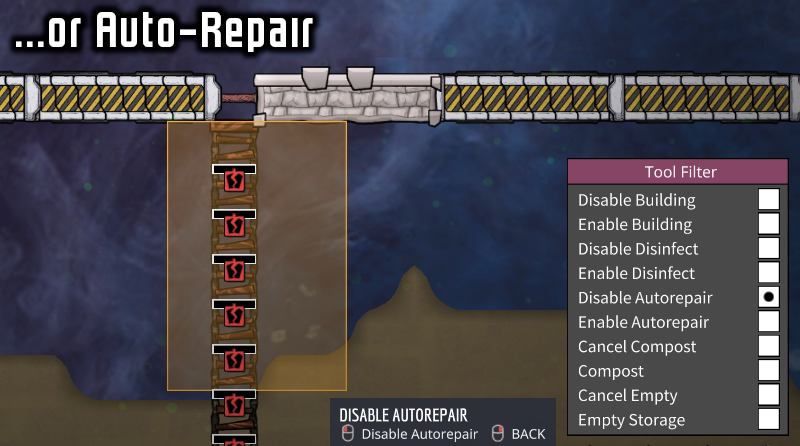 ...or Auto-Repair
Tool Filter
Disable Building
Enable Building
Disable Disinfect
Enable Disinfect
Disable Autorepair
Enable Autorepair
Cancel Compost
Compost
Cancel Empty
Empty Storage
DISABLE AUTOREPAIR
Disable Autorepair BACK